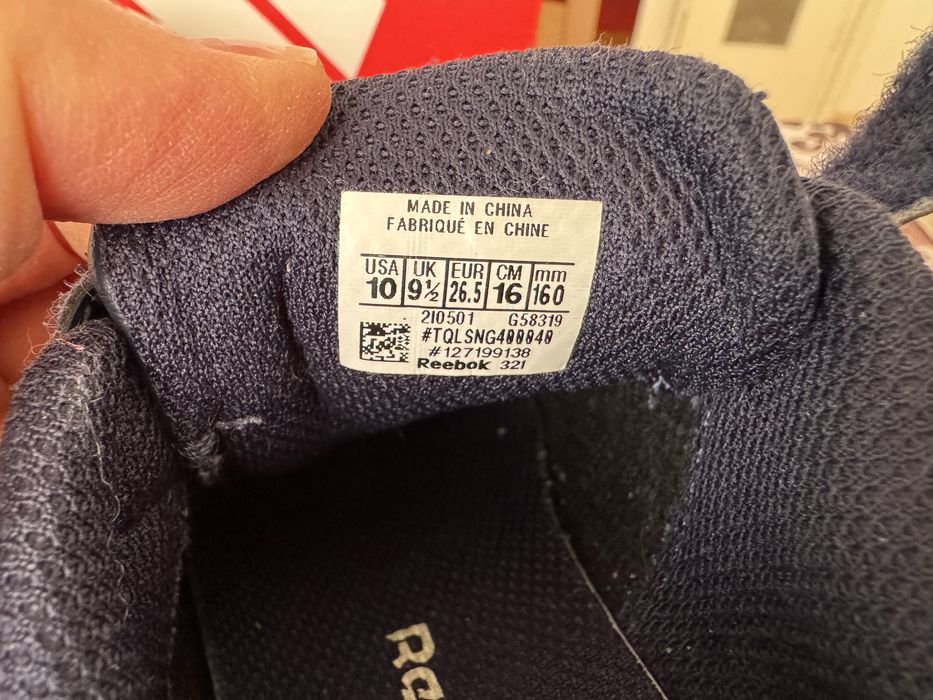 MADE IN CHINA
FABRIQUÉ EN CHINE
USA UK EUR CM mm
10 9½ 26.5 16 160
210501 G58319
#127199138
Reebok 321